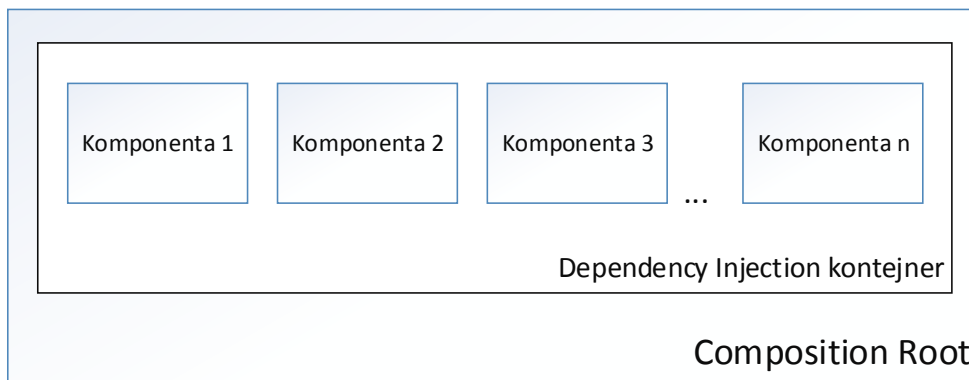 Komponenta 1
Komponenta 2
Komponenta 3
...
Komponenta n
Dependency Injection kontejner
Composition Root